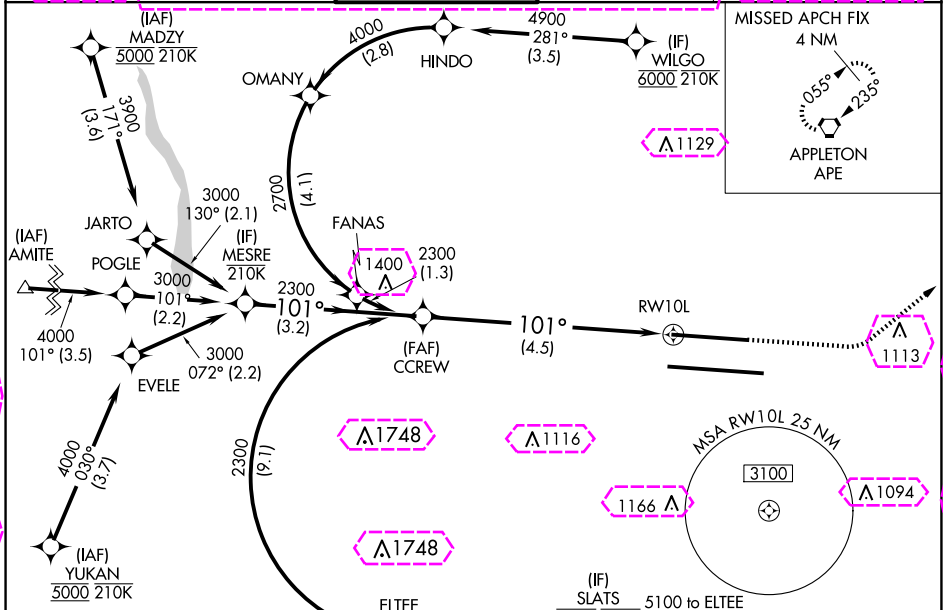 (IAF)
MADZY
5000 210K
3900
171°
(3.6)
4000
(2.8)
HINDO
4900
281°
(3.5)
(IF)
WILGO
6000 210K
MISSED APCH FIX
4 NM
055°
235°
APPLETON
APE
OMANY
1129
2700
(4.1)
JARTO
3000
130° (2.1)
FANAS
1400
2300
(1.3)
(IAF)
AMITE
POGLE
(IF)
MESRE
210K
3000
101°
(2.2)
2300
101°
(3.2)
4000
101° (3.5)
(FAF)
CCREW
101°
(4.5)
RW10L
1113
3000
072° (2.2)
EVELE
4000
030°
(3.7)
2300
(9.1)
1748
1116
MSA RW10L 25 NM
3100
1166
1094
(IAF)
YUKAN
5000 210K
1748
ELTEE
(IF)
SLATS
5100 to ELTEE